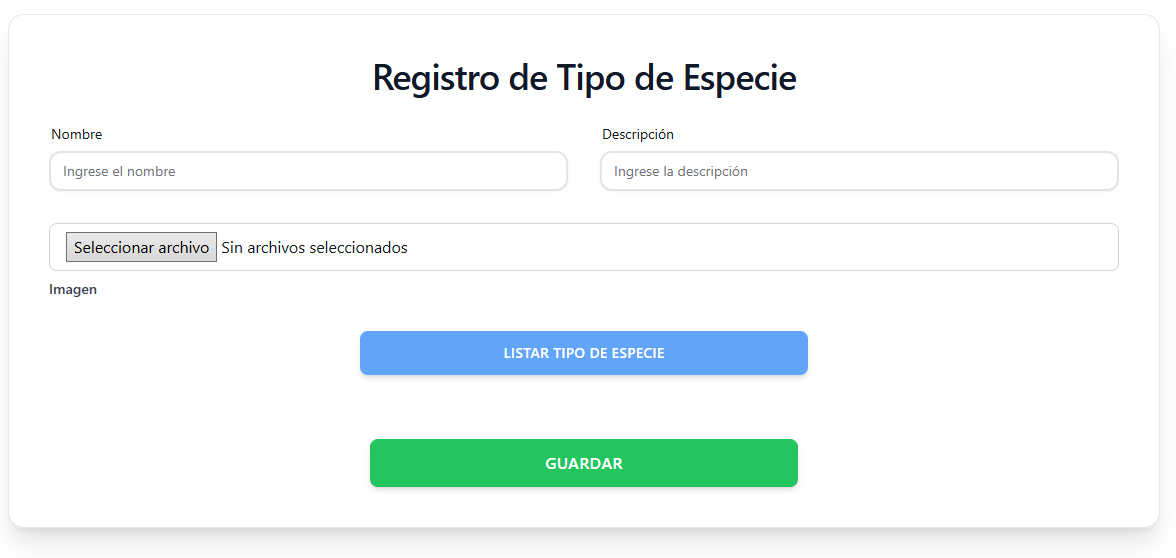 Registro de Tipo de Especie
Nombre
Descripción
Ingrese el nombre
Ingrese la descripción
Seleccionar archivo Sin archivos seleccionados
Imagen
LISTAR TIPO DE ESPECIE
GUARDAR